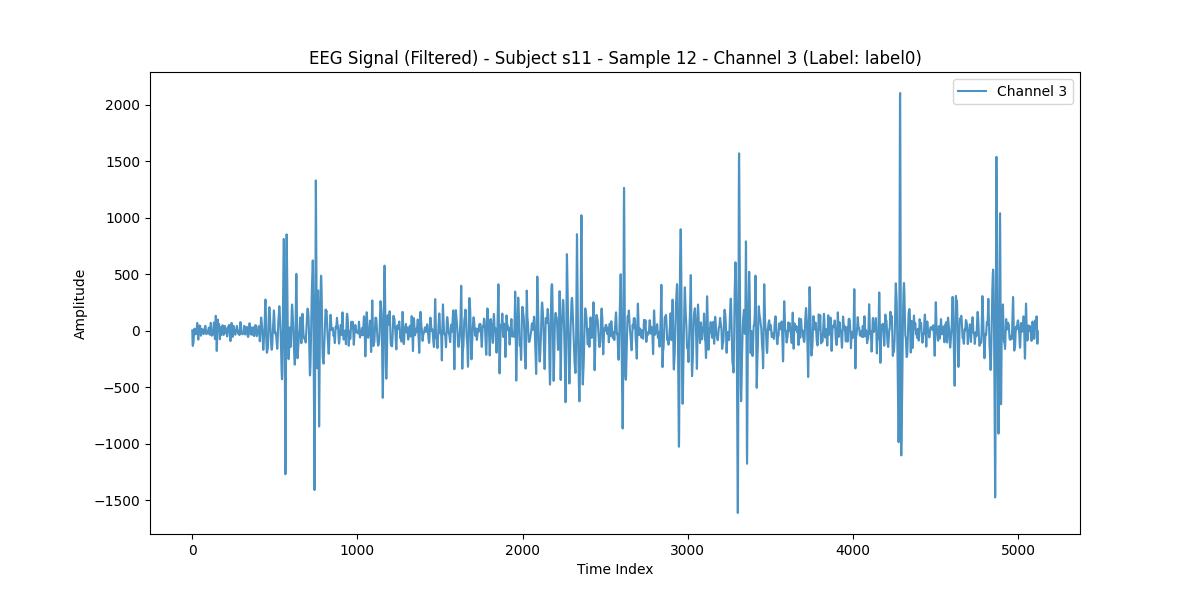 EEG Signal (Filtered) - Subject s11 - Sample 12 - Channel 3 (Label: label0)
Channel 3
2000
1500
1000
500
0
−500
−1000
−1500
Amplitude
0 1000 2000 3000 4000 5000
Time Index